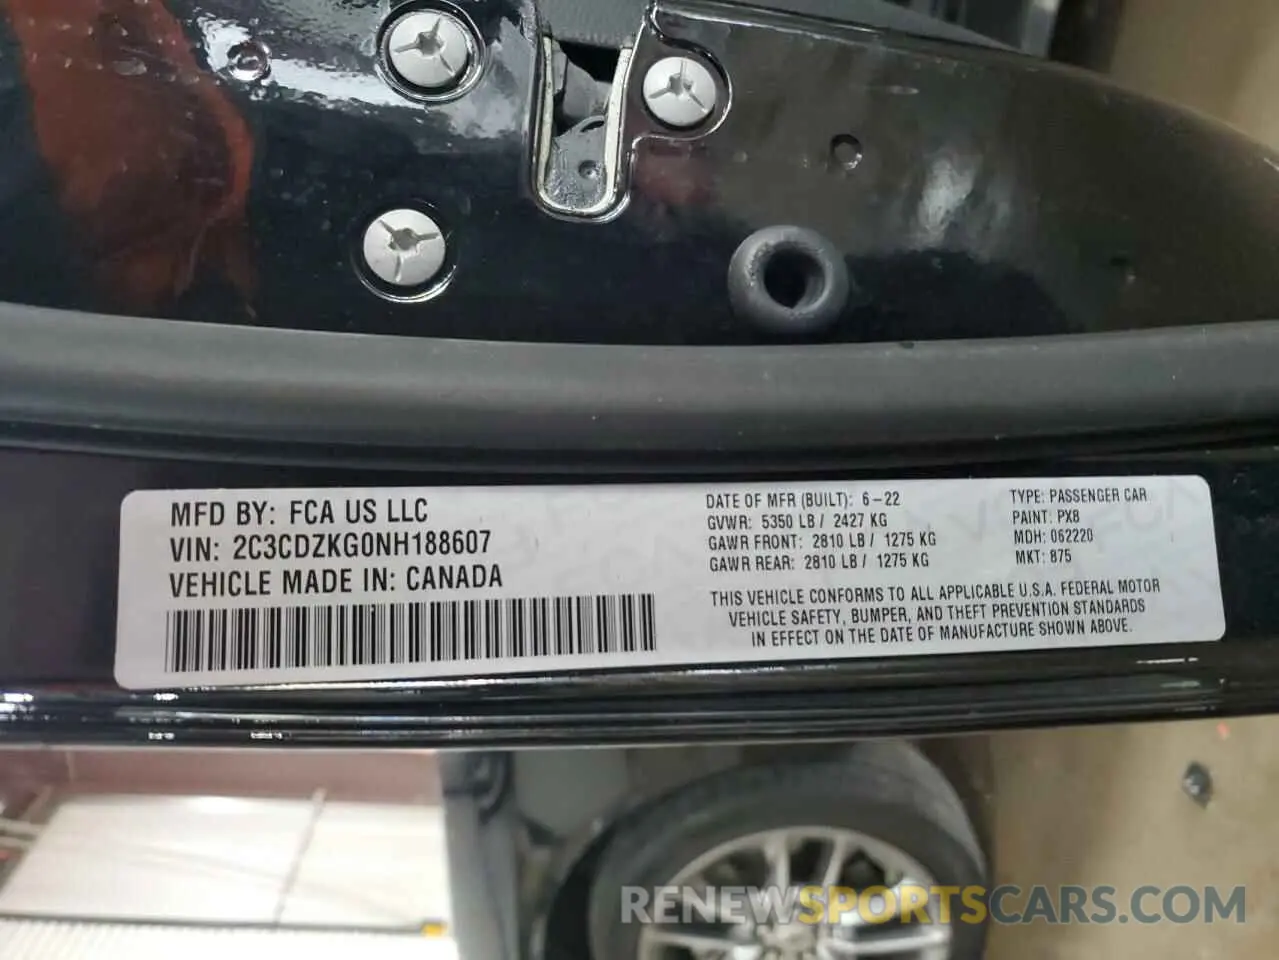 MFD BY: FCA US LLC
VIN: 2C3CDZKG0NH188607
VEHICLE MADE IN: CANADA
DATE OF MFR (BUILT): 6-22
GVWR: 5350 LB / 2427 KG
GAWR FRONT: 2810 LB / 1275 KG
GAWR REAR: 2810 LB / 1275 KG
TYPE: PASSENGER CAR
PAINT: PX8
MDH: 062220
MKT: 875
THIS VEHICLE CONFORMS TO ALL APPLICABLE U.S.A. FEDERAL MOTOR
VEHICLE SAFETY, BUMPER, AND THEFT PREVENTION STANDARDS
IN EFFECT ON THE DATE OF MANUFACTURE SHOWN ABOVE.
RENEWSPORTSCARS.COM